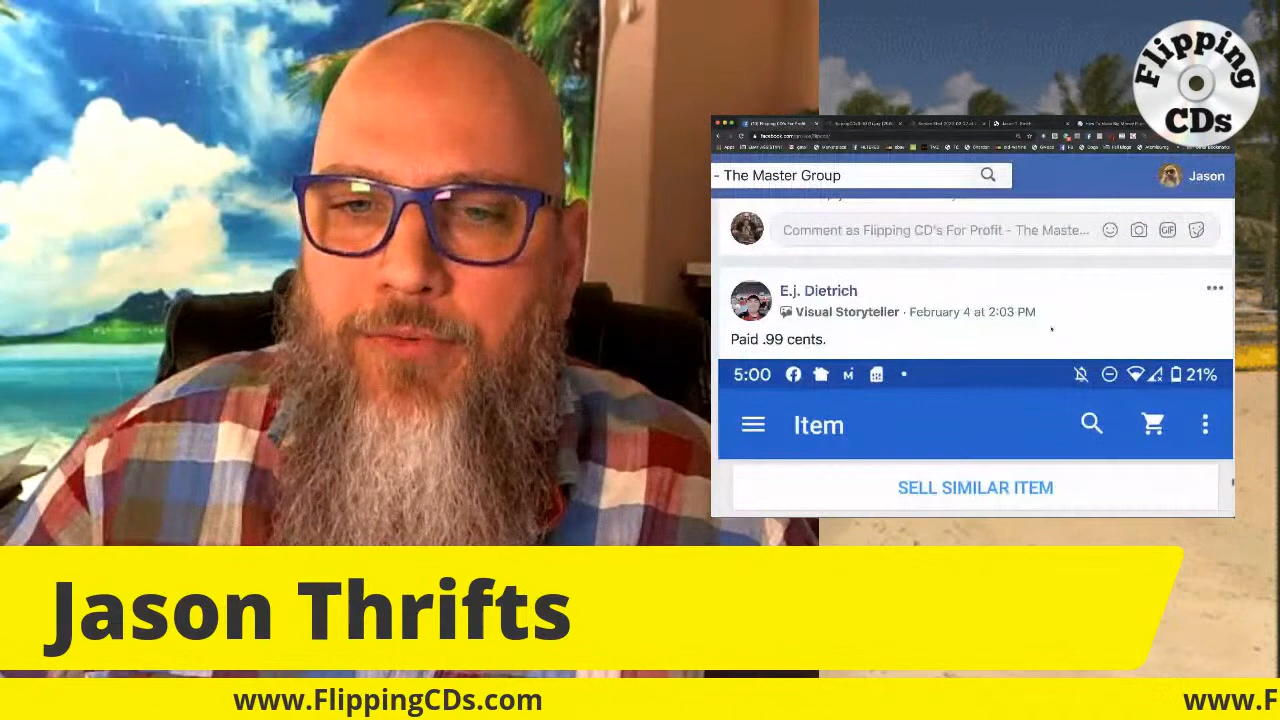 Flipping
CDs
- The Master Group
Jason
Comment as Flipping CD's For Profit - The Maste...
GIF
E.j. Dietrich
Visual Storyteller · February 4 at 2:03 PM
Paid .99 cents.
5:00
21%
Item
SELL SIMILAR ITEM
Jason Thrifts
www.FlippingCDs.com
www.F